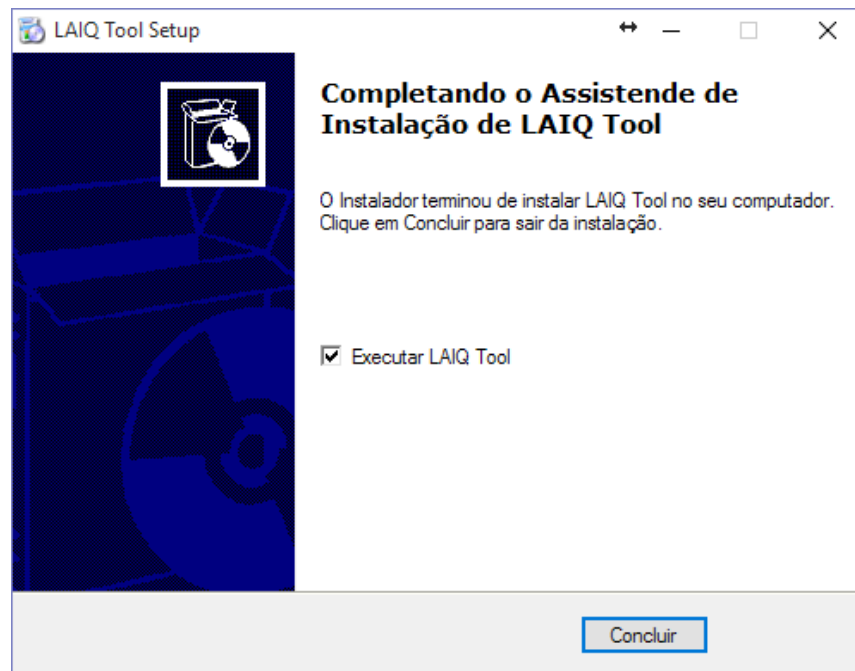 LAIQ Tool Setup
Completando o Assistende de
Instalação de LAIQ Tool
O Instalador terminou de instalar LAIQ Tool no seu computador.
Clique em Concluir para sair da instalação.
Executar LAIQ Tool
Concluir